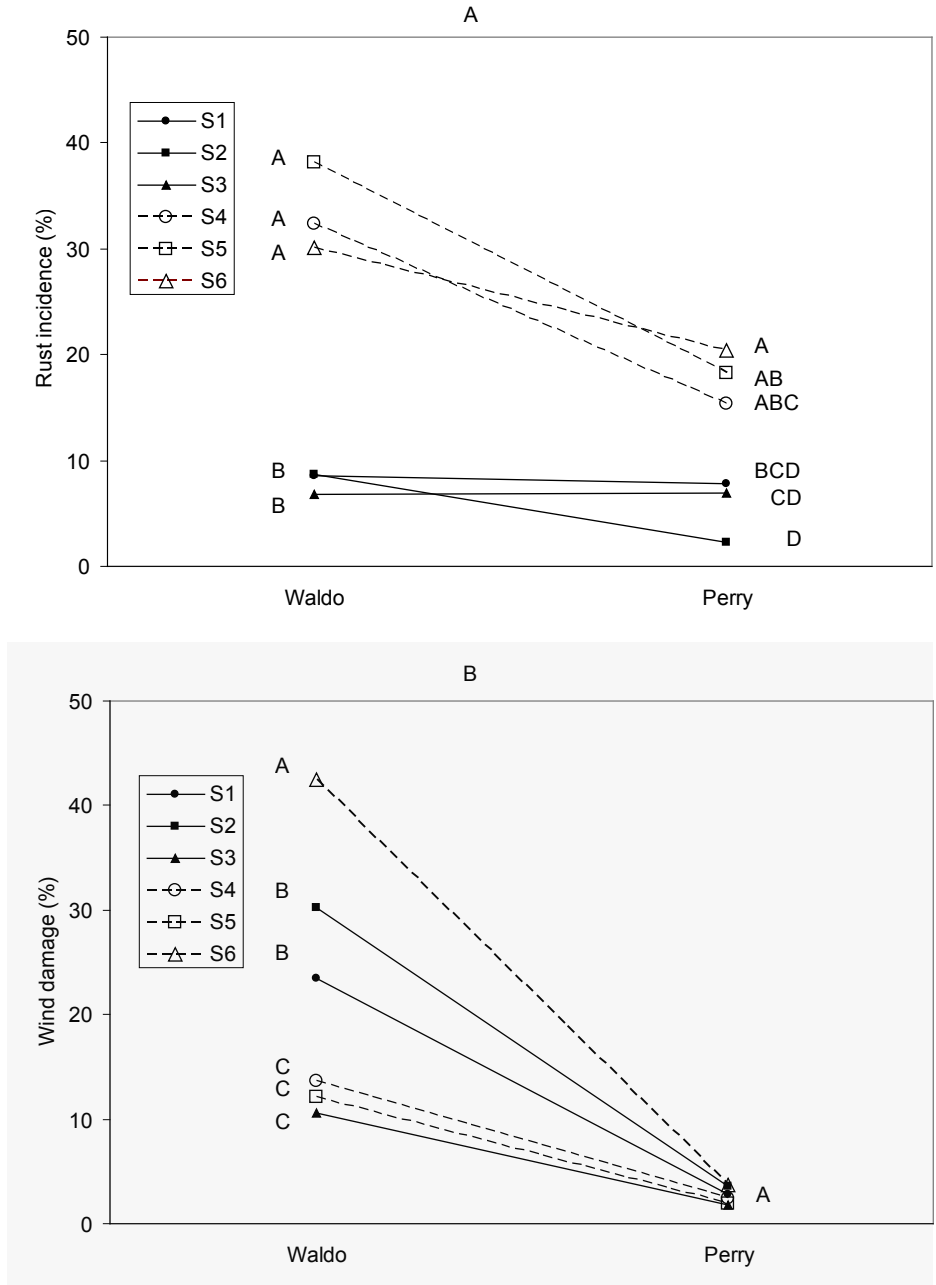 A
50
40
30
20
10
0
Rust incidence (%)
S1
S2
S3
S4
S5
S6
A
A
A
B
B
A
AB
ABC
BCD
CD
D
Waldo Perry
B
50
40
30
20
10
0
Wind damage (%)
S1
S2
S3
S4
S5
S6
A
B
B
C
C
C
A
Waldo Perry